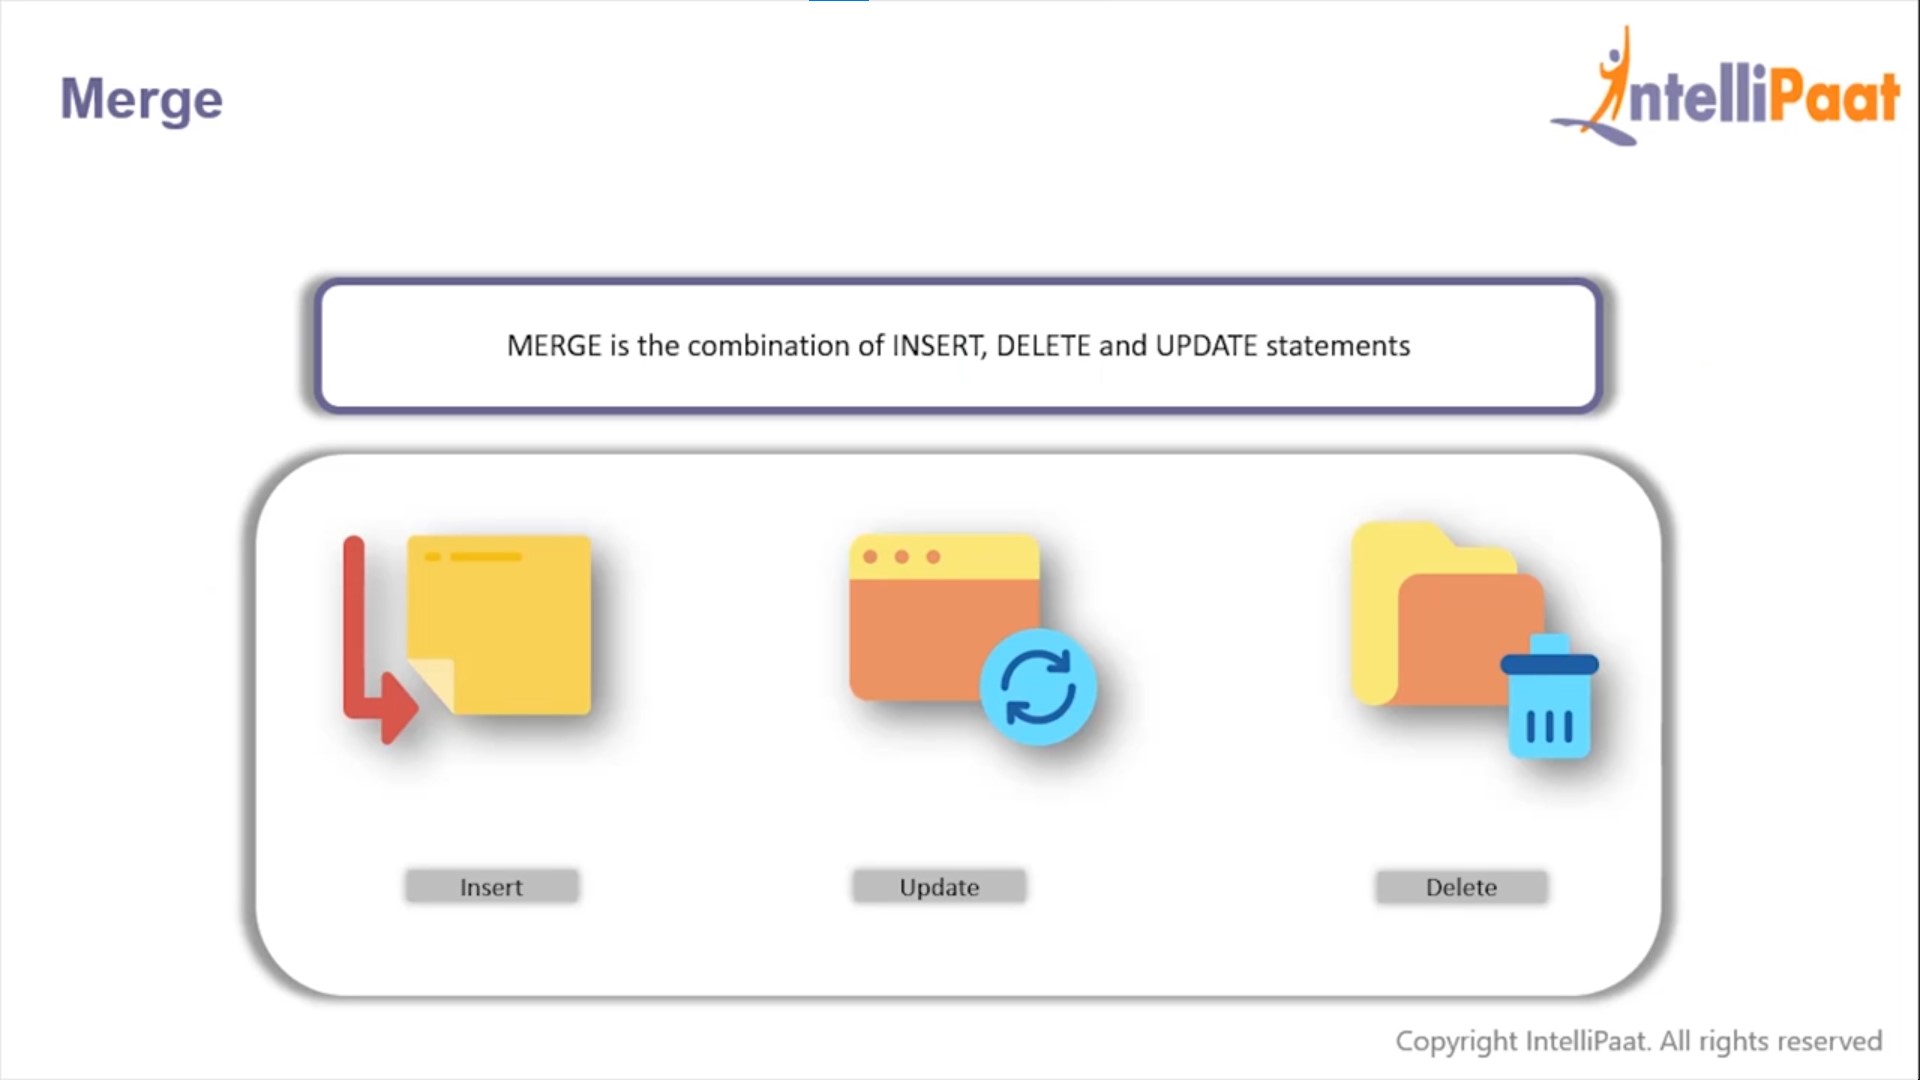 Merge
IntelliPaat
MERGE is the combination of INSERT, DELETE and UPDATE statements
Insert
Update
Delete
Copyright IntelliPaat. All rights reserved